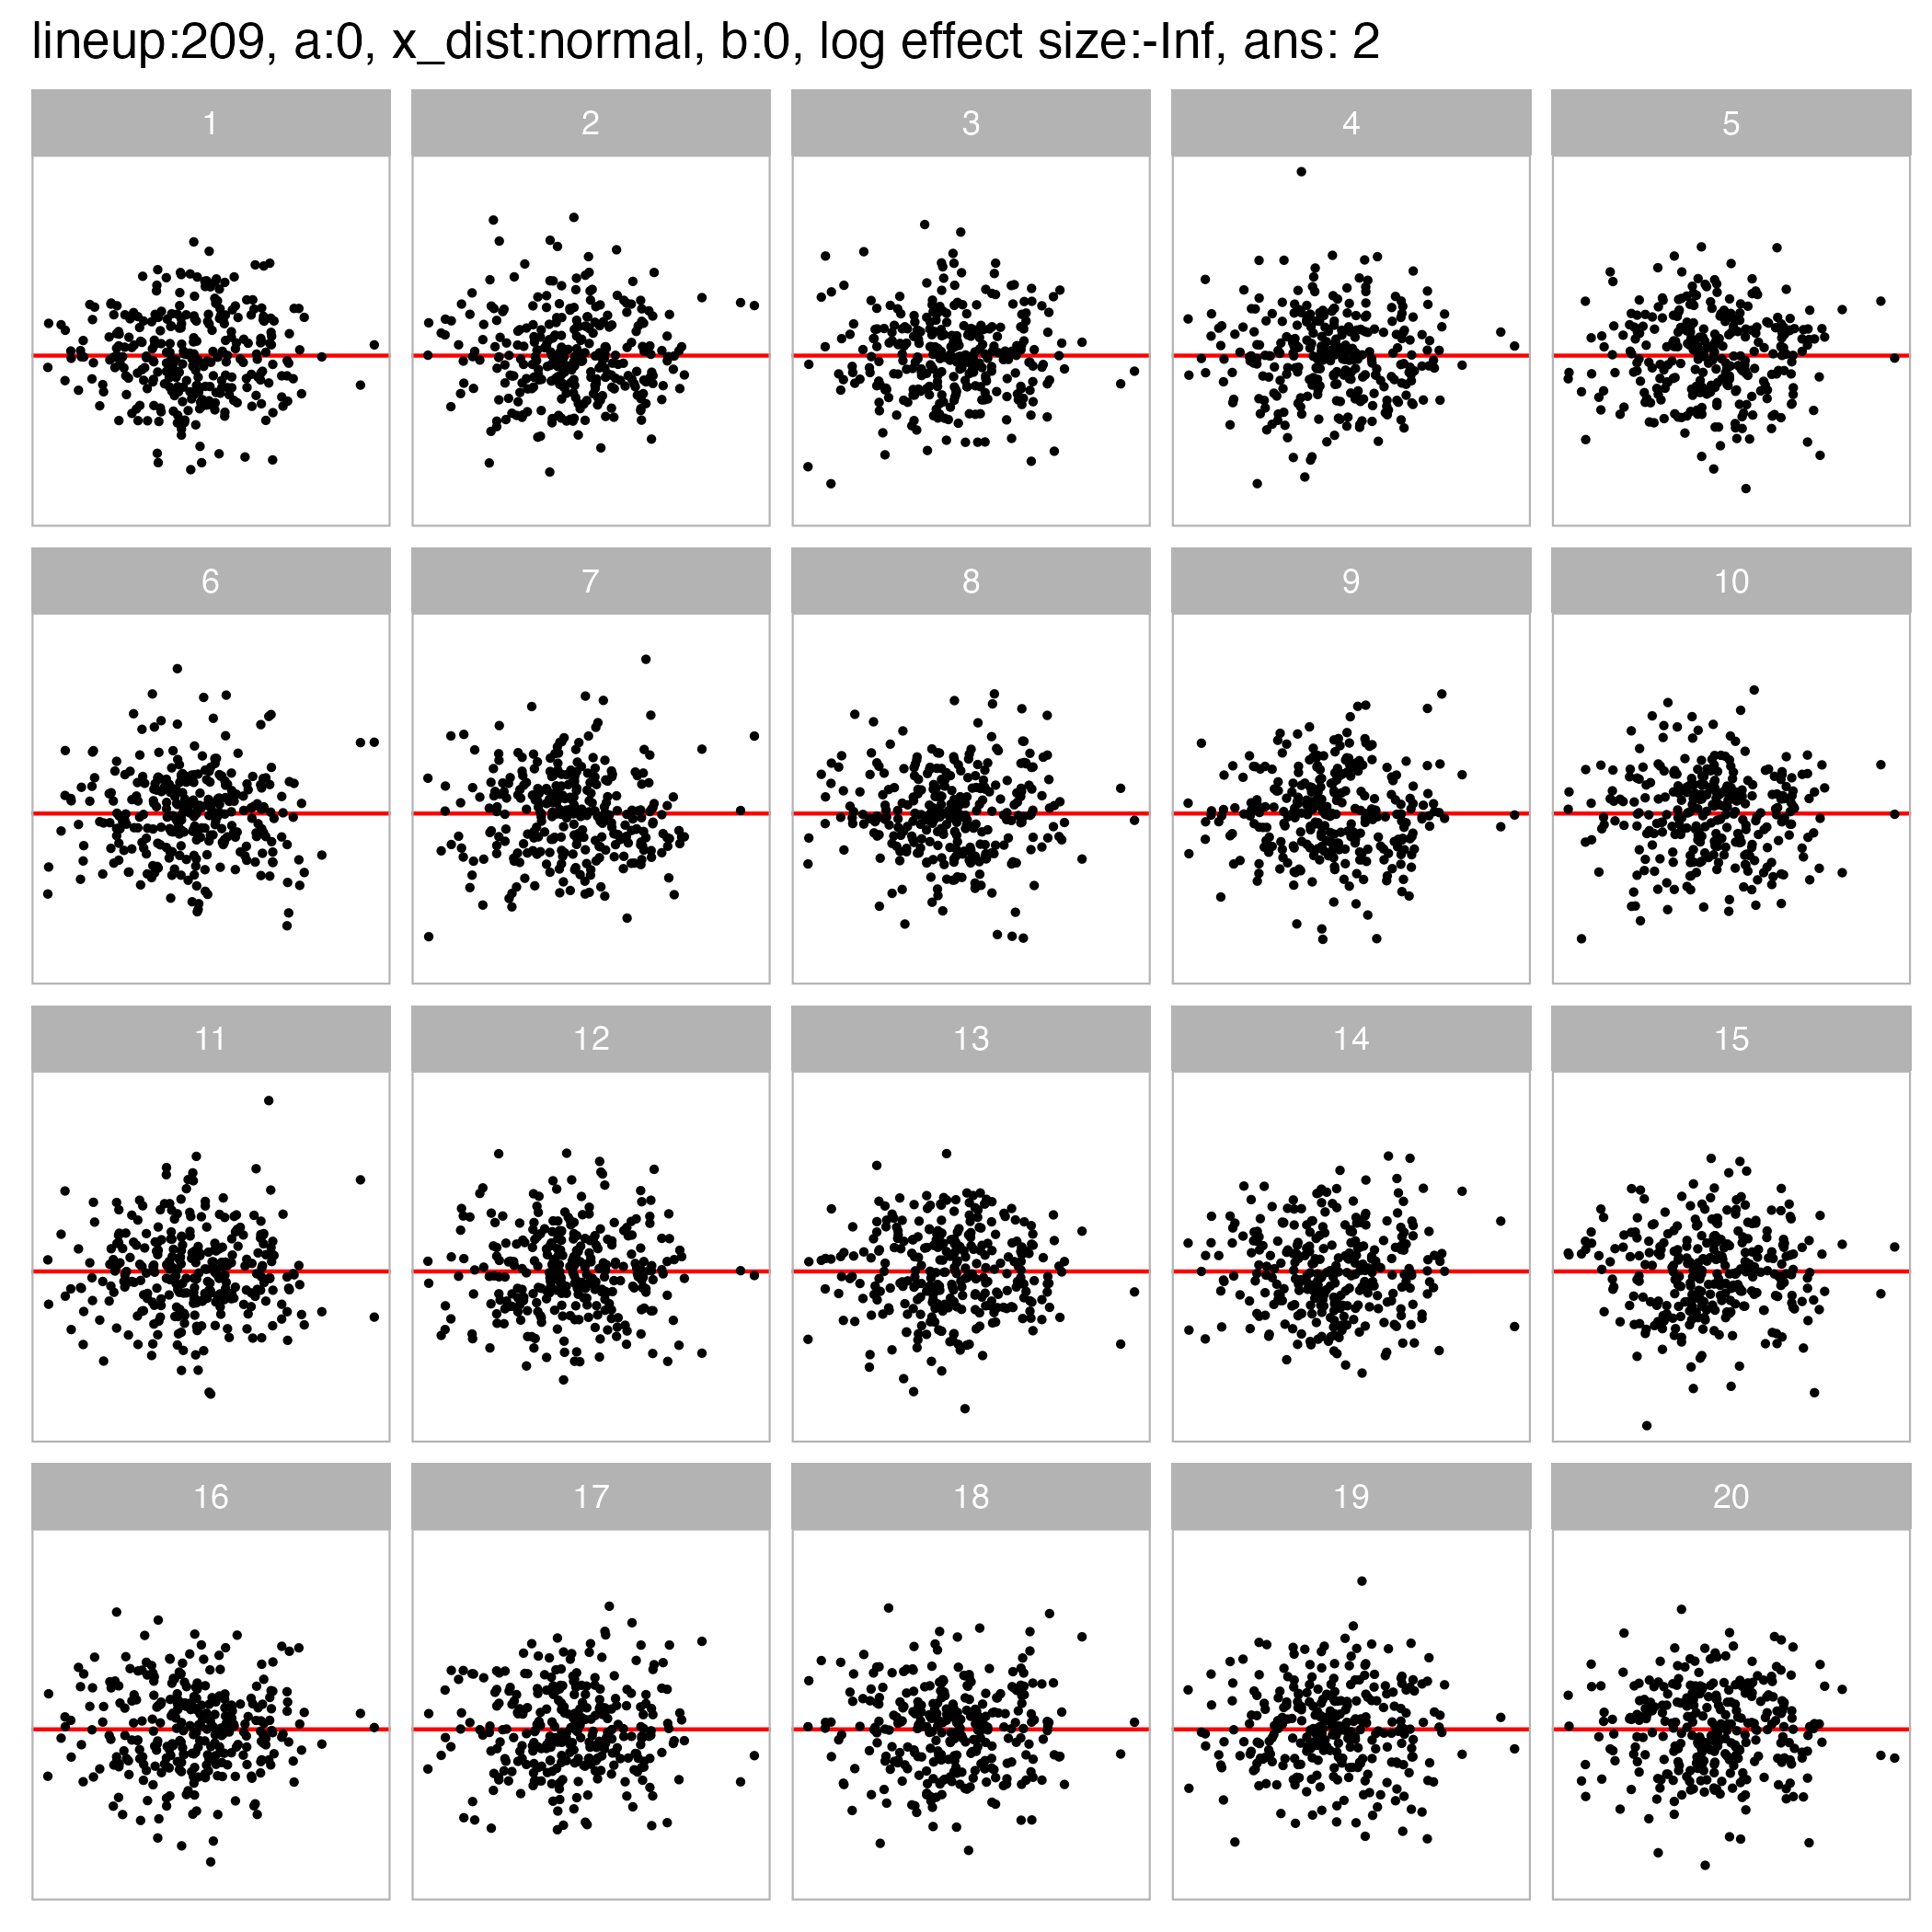 lineup:209, a:0, x_dist:normal, b:0, log effect size:-Inf, ans: 2
1 2 3 4 5
6 7 8 9 10
11 12 13 14 15
16 17 18 19 20